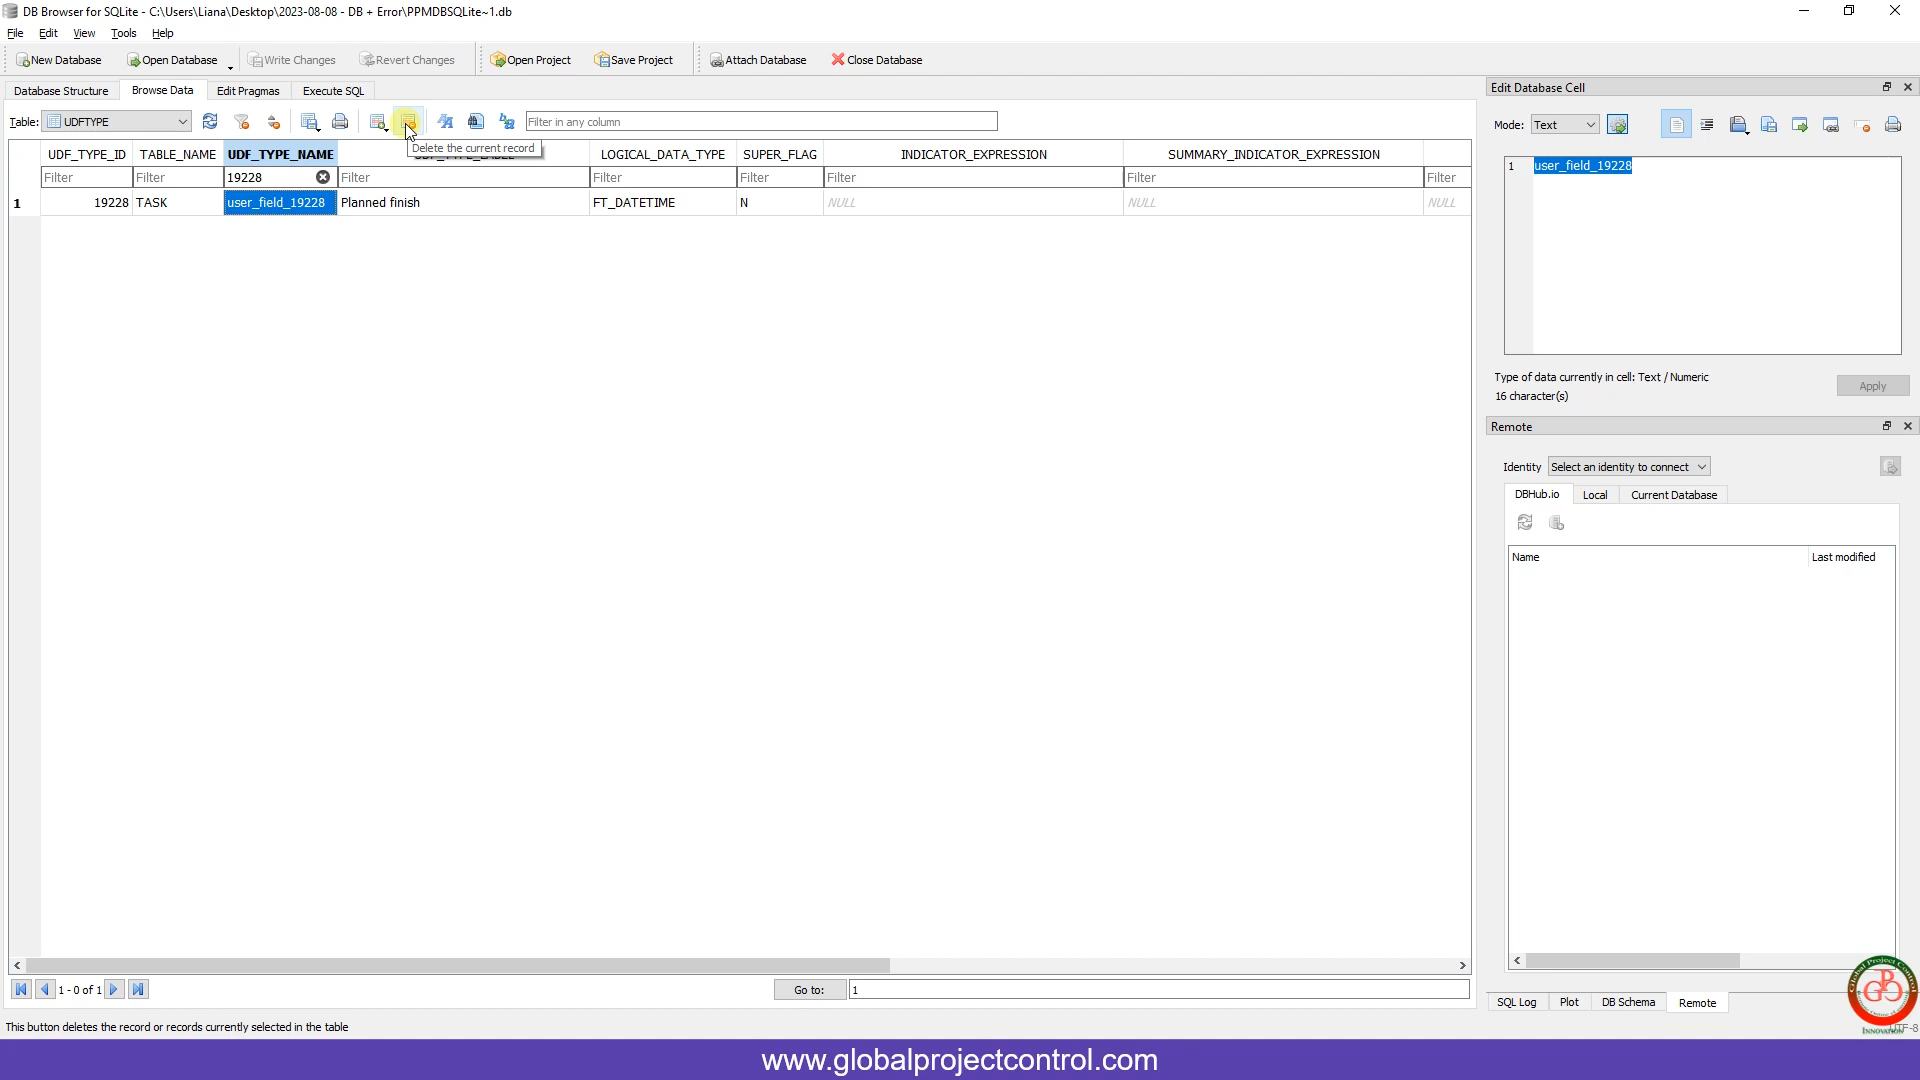 DB Browser for SQLite - C:\Users\Liana\Desktop\2023-08-08 - DB + Error\PPMDBSQLite~1.db
File Edit View Tools Help
New Database Open Database Write Changes Revert Changes Open Project Save Project Attach Database Close Database
Database Structure Browse Data Edit Pragmas Execute SQL
Table: UDFTYPE Filter in any column
Delete the current record
UDF_TYPE_ID TABLE_NAME UDF_TYPE_NAME LOGICAL_DATA_TYPE SUPER_FLAG INDICATOR_EXPRESSION SUMMARY_INDICATOR_EXPRESSION
Filter Filter 19228 Filter Filter Filter Filter Filter Filter
1 19228 TASK user_field_19228 Planned finish FT_DATETIME N NULL NULL NULL
1 - 0 of 1 Go to: 1
This button deletes the record or records currently selected in the table
Edit Database Cell
Mode: Text
1 user_field_19228
Type of data currently in cell: Text / Numeric
16 character(s)
Apply
Remote
Identity Select an identity to connect
DBHub.io Local Current Database
Name Last modified
SQL Log Plot DB Schema Remote
Global Project Control
GPC
INNOVATION
UTF-8
www.globalprojectcontrol.com